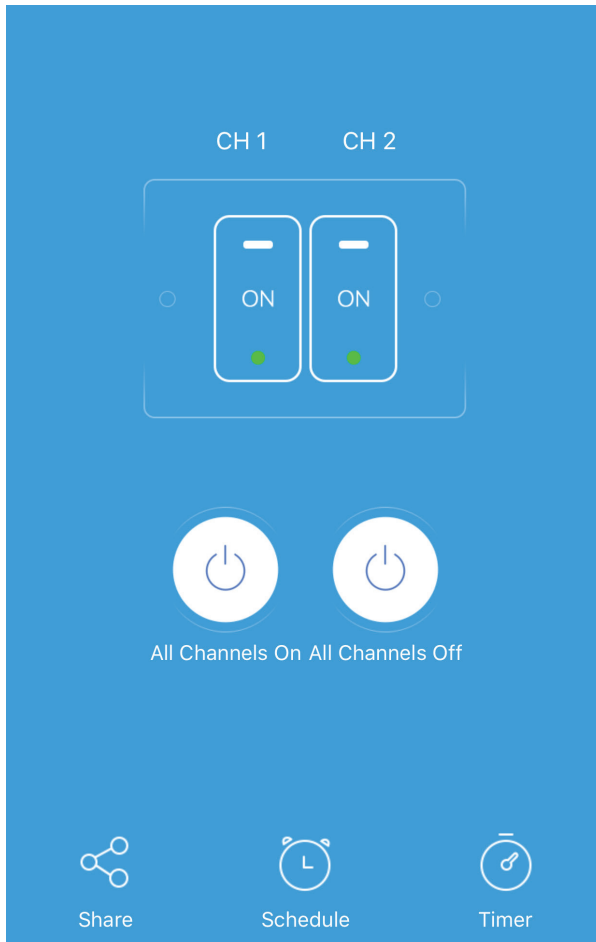 CH 1 CH 2
ON ON
All Channels On All Channels Off
Share Schedule Timer